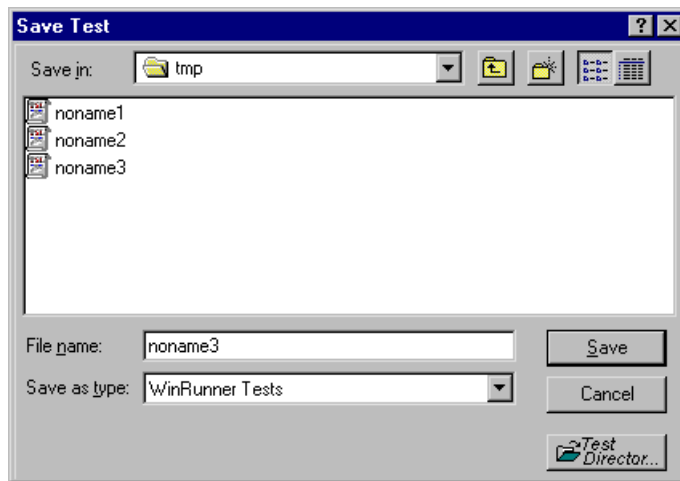 Save Test
Save in: tmp
noname1
noname2
noname3
File name: noname3 Save
Save as type: WinRunner Tests Cancel
Test
Director...